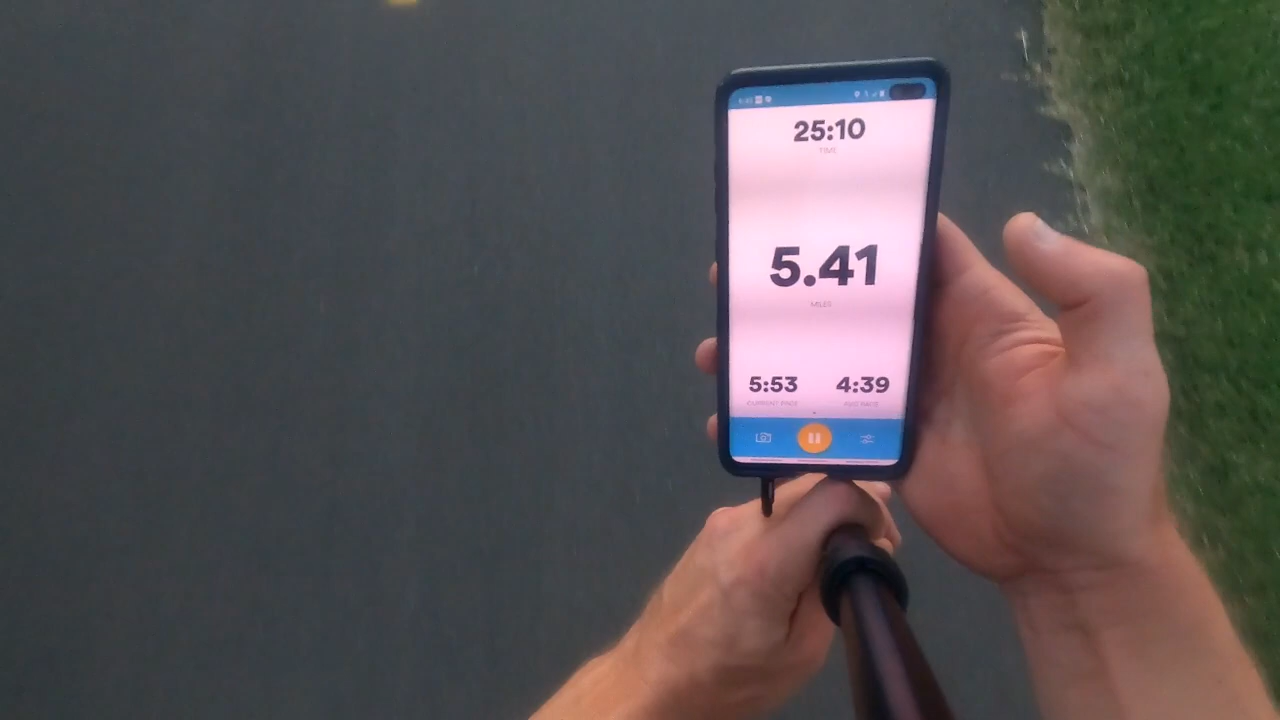 25:10
TIME
5.41
MILES
5:53 4:39
CURRENT PACE AVG PACE